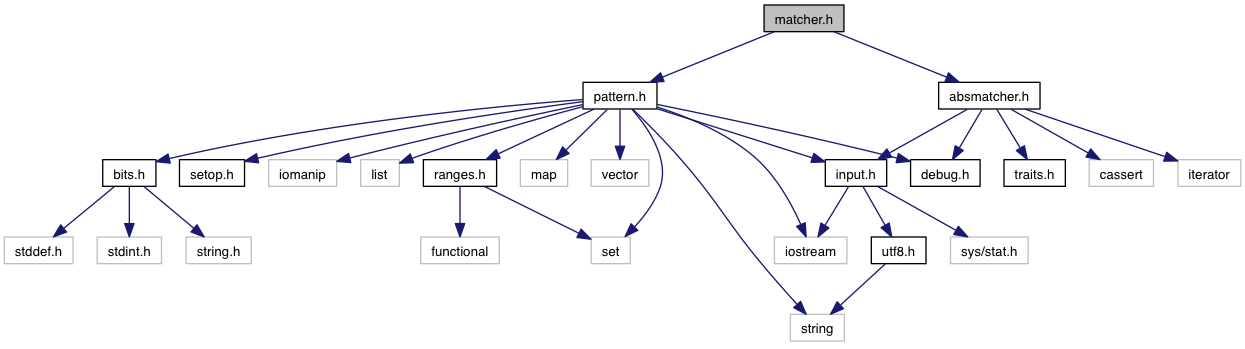 matcher.h
pattern.h
absmatcher.h
bits.h
setop.h
iomanip
list
ranges.h
map
vector
input.h
debug.h
traits.h
cassert
iterator
stddef.h
stdint.h
string.h
functional
set
iostream
utf8.h
sys/stat.h
string